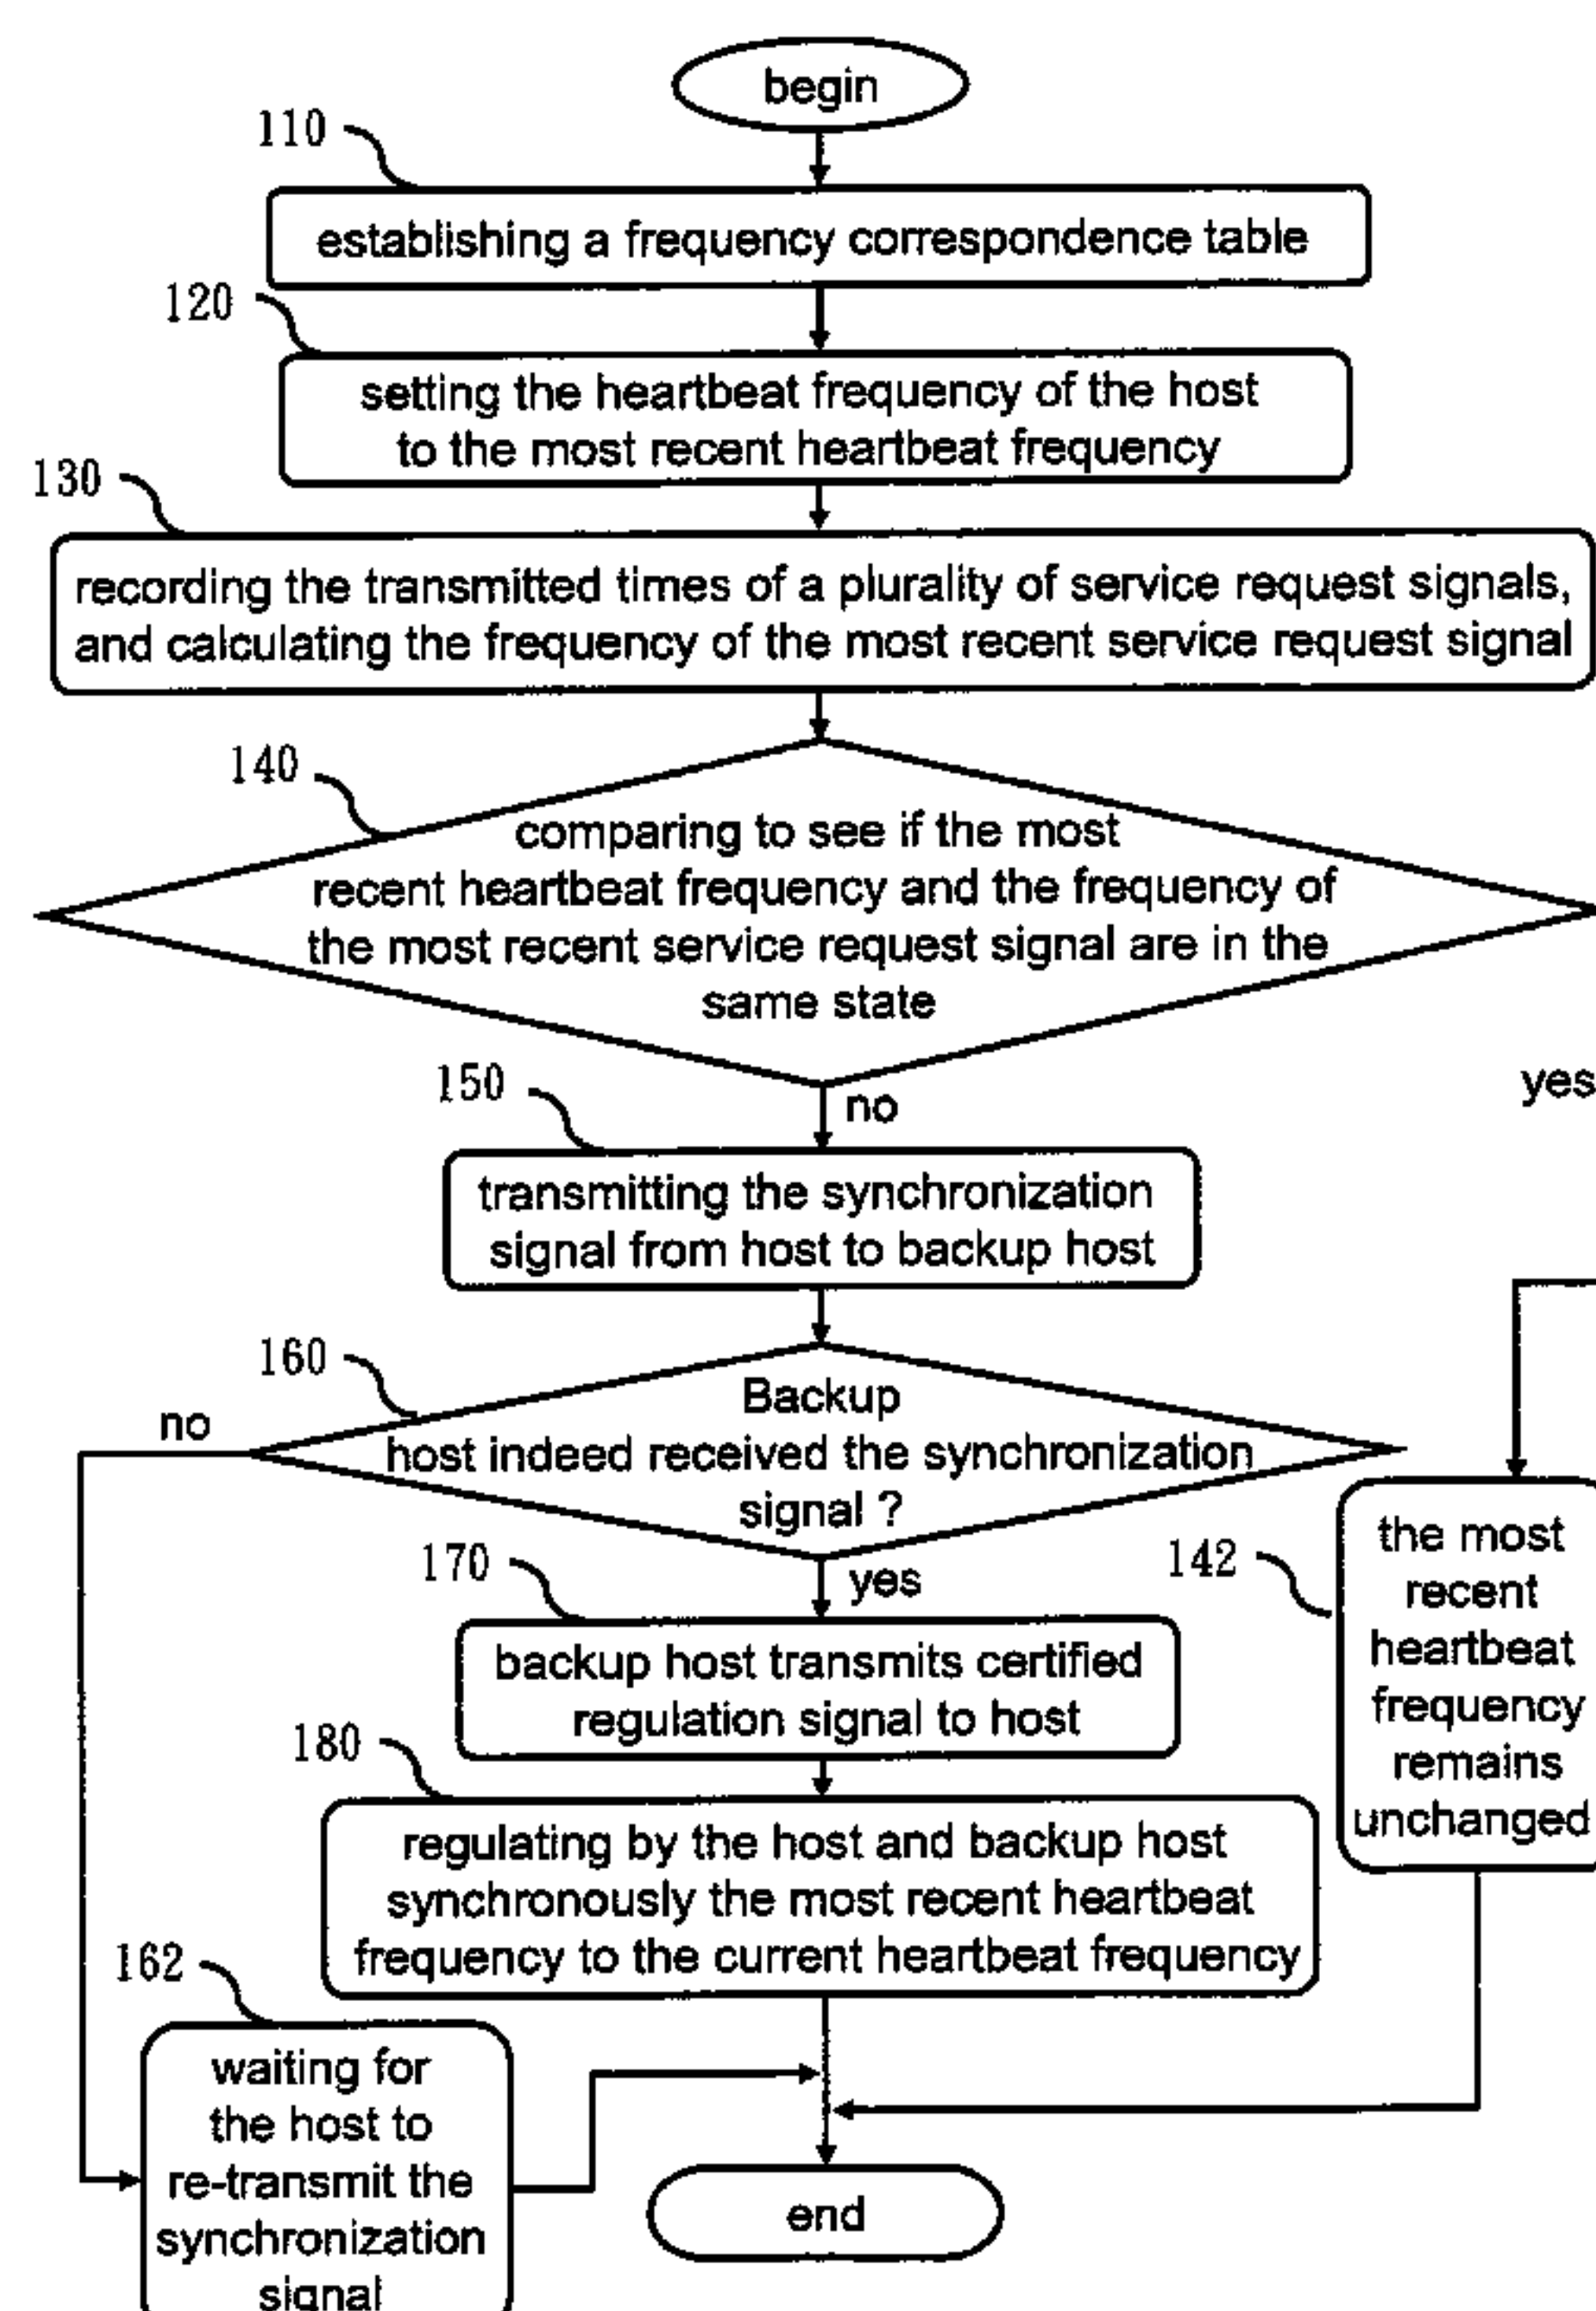 begin
110
establishing a frequency correspondence table
120
setting the heartbeat frequency of the host
to the most recent heartbeat frequency
130
recording the transmitted times of a plurality of service request signals,
and calculating the frequency of the most recent service request signal
140
comparing to see if the most
recent heartbeat frequency and the frequency of
the most recent service request signal are in the
same state
yes
150
no
transmitting the synchronization
signal from host to backup host
160
no
Backup
host indeed received the synchronization
signal ?
170
yes
142
the most
recent
heartbeat
frequency
remains
unchanged
backup host transmits certified
regulation signal to host
180
regulating by the host and backup host
synchronously the most recent heartbeat
frequency to the current heartbeat frequency
162
waiting for
the host to
re-transmit the
synchronization
signal
end